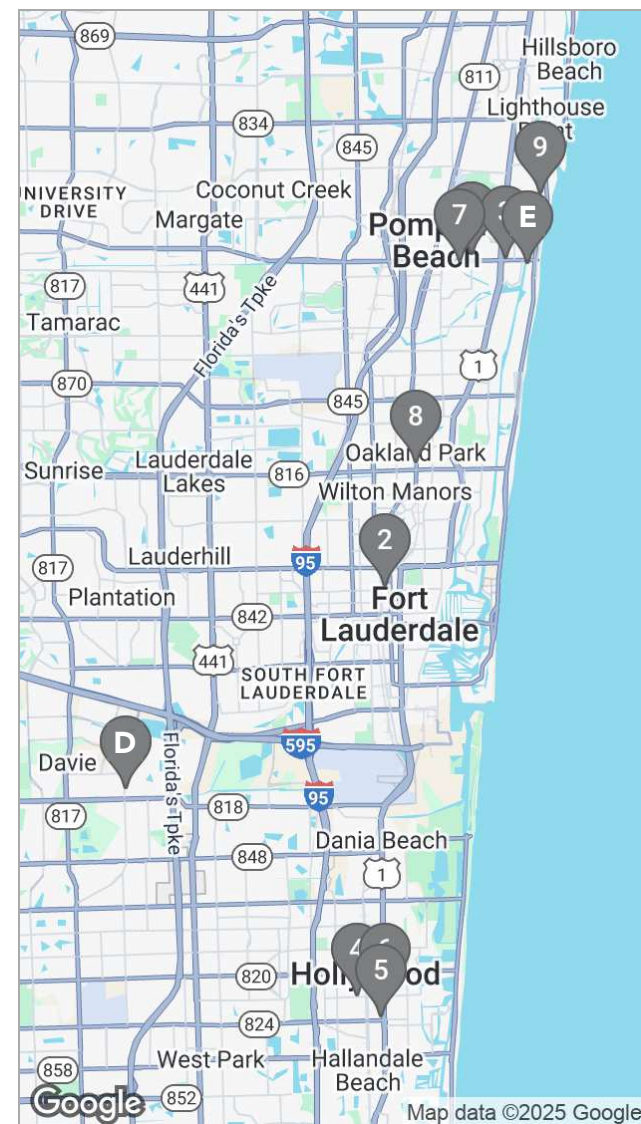 869
Hillsboro
Beach
811
Lighthouse
834
845
9
UNIVERSITY
DRIVE
Coconut Creek
Margate
7
3
E
Beach
817
441
Tamarac
Florida's Tpke
1
870
845
8
Oakland Park
Sunrise
Lauderdale
Lakes
816
Wilton Manors
2
Lauderhill
95
817
Plantation
842
Fort
Lauderdale
441
SOUTH FORT
LAUDERDALE
D
Davie
595
Florida's Tpke
95
817
818
Dania Beach
848
1
4
6
5
820
824
West Park
Hallandale
Beach
858
852
Google
Map data ©2025 Google